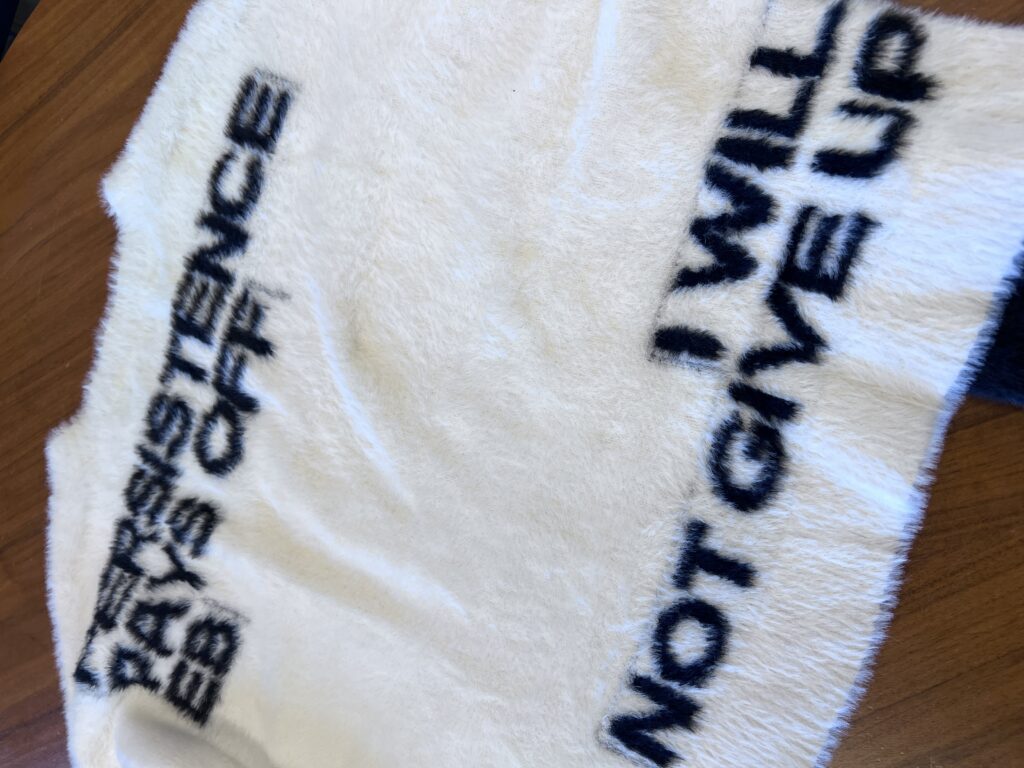 PERSISTENCE
PAYS OFF!
EB
I WILL
NOT GIVE UP